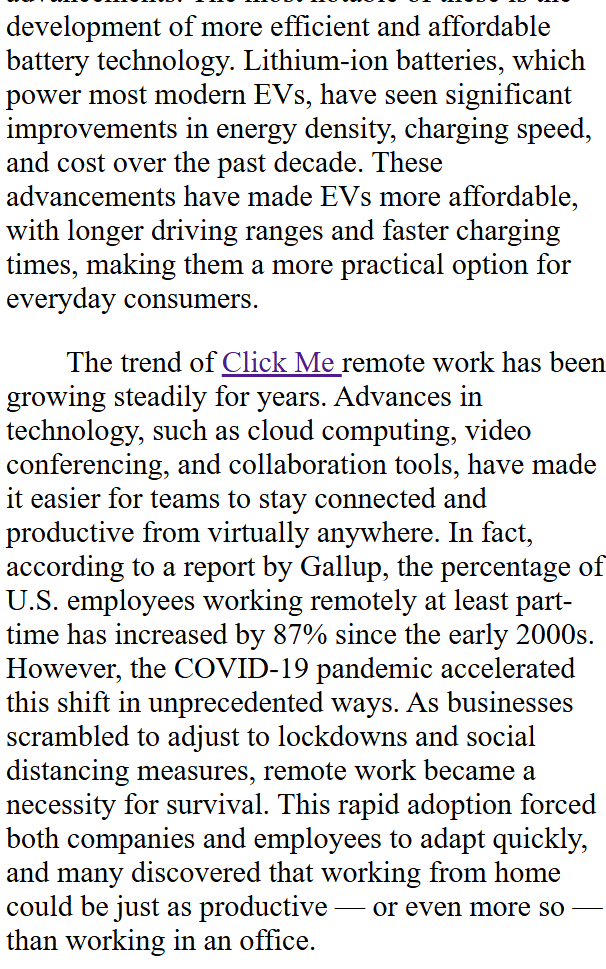 development of more efficient and affordable
battery technology. Lithium-ion batteries, which
power most modern EVs, have seen significant
improvements in energy density, charging speed,
and cost over the past decade. These
advancements have made EVs more affordable,
with longer driving ranges and faster charging
times, making them a more practical option for
everyday consumers.
The trend of Click Me remote work has been
growing steadily for years. Advances in
technology, such as cloud computing, video
conferencing, and collaboration tools, have made
it easier for teams to stay connected and
productive from virtually anywhere. In fact,
according to a report by Gallup, the percentage of
U.S. employees working remotely at least part-
time has increased by 87% since the early 2000s.
However, the COVID-19 pandemic accelerated
this shift in unprecedented ways. As businesses
scrambled to adjust to lockdowns and social
distancing measures, remote work became a
necessity for survival. This rapid adoption forced
both companies and employees to adapt quickly,
and many discovered that working from home
could be just as productive — or even more so —
than working in an office.